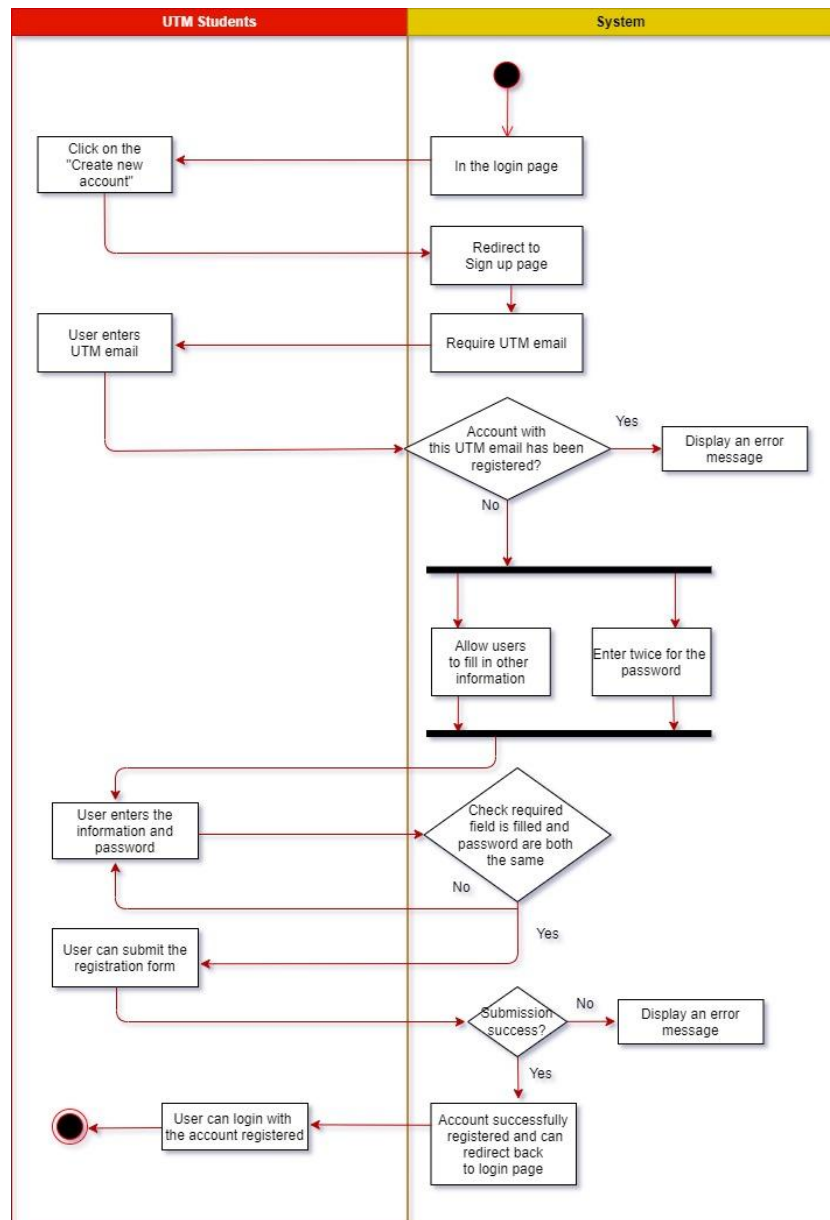 UTM Students
System
Click on the
"Create new
account"
In the login page
Redirect to
Sign up page
User enters
UTM email
Require UTM email
Account with
this UTM email has been
registered?
Yes
Display an error
message
No
Allow users
to fill in other
information
Enter twice for the
password
User enters the
information and
password
Check required
field is filled and
password are both
the same
No
Yes
User can submit the
registration form
Submission
success?
No
Display an error
message
Yes
User can login with
the account registered
Account successfully
registered and can
redirect back
to login page